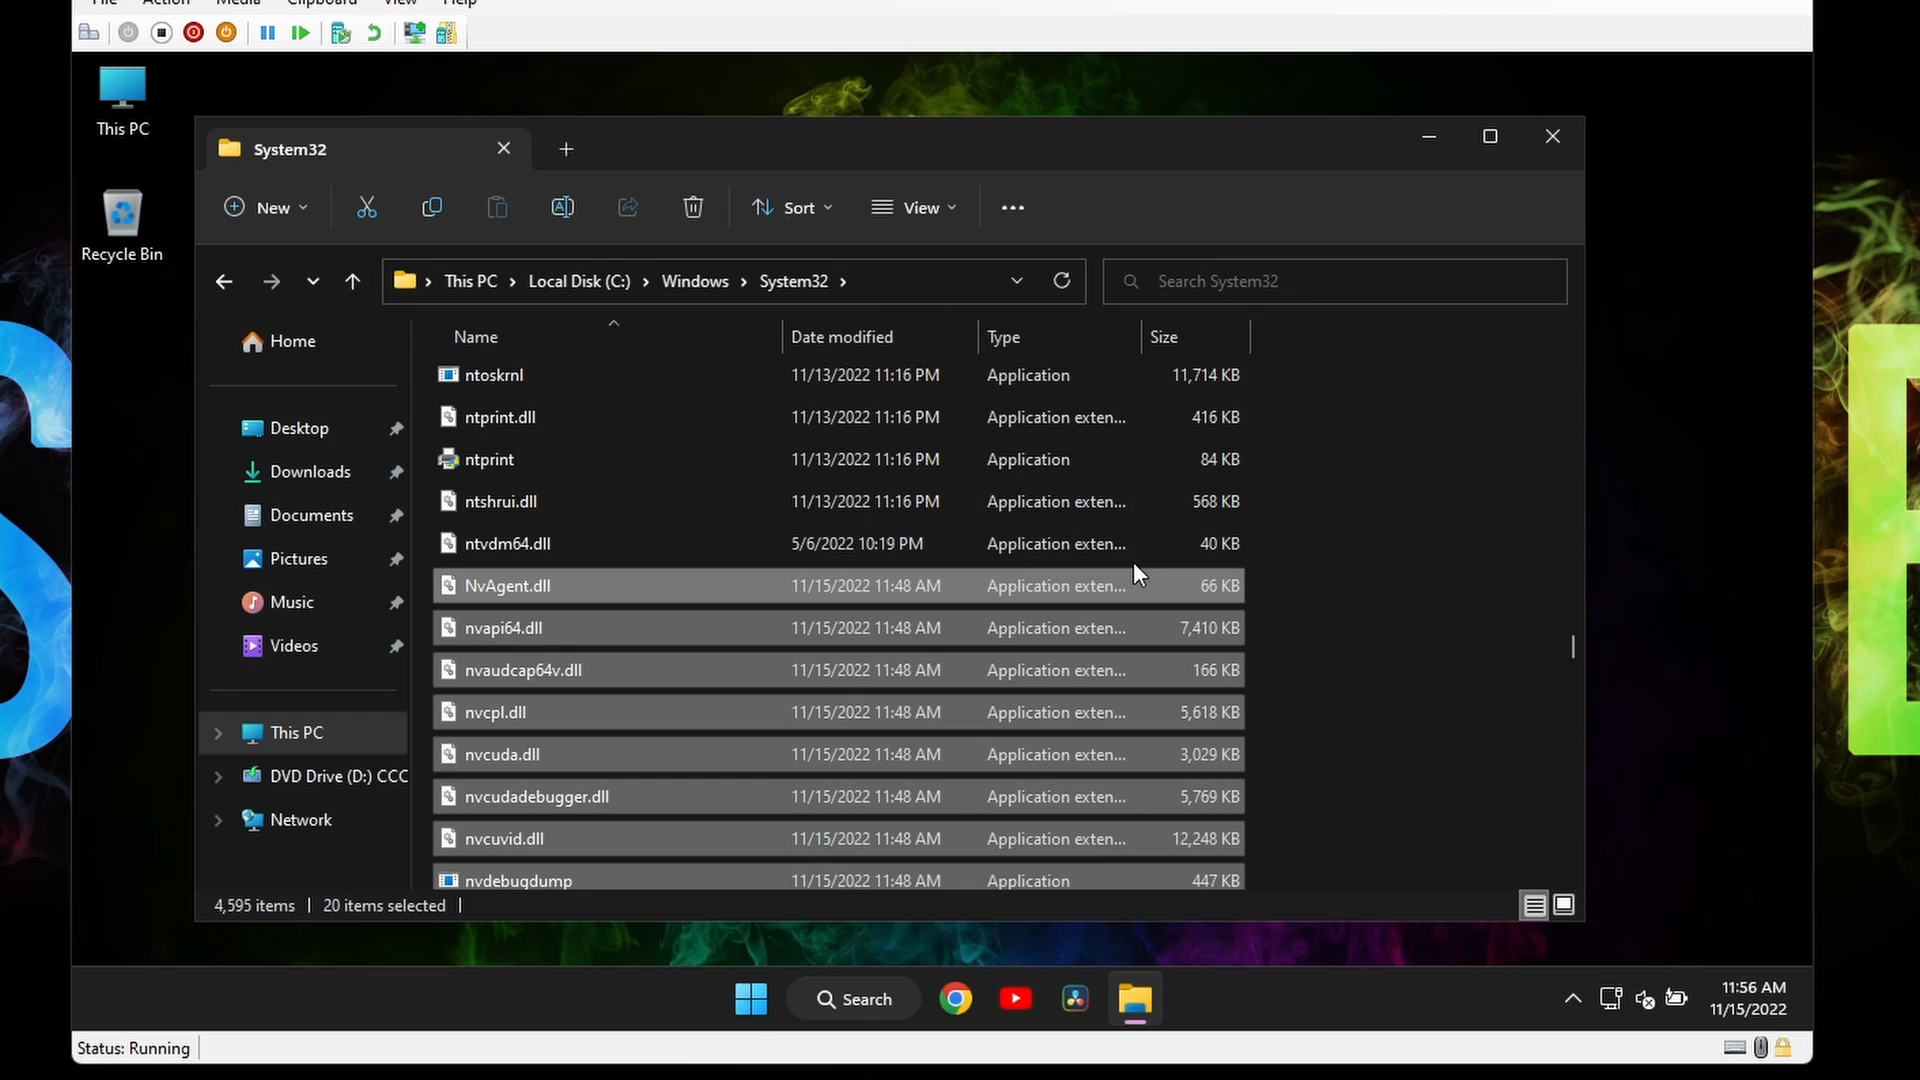 File Action Media Clipboard View Help
This PC
Recycle Bin
System32
New
Sort
View
This PC
Local Disk (C:)
Windows
System32
Search System32
Home
Desktop
Downloads
Documents
Pictures
Music
Videos
This PC
DVD Drive (D:) CCC
Network
Name Date modified Type Size
ntoskrnl 11/13/2022 11:16 PM Application 11,714 KB
ntprint.dll 11/13/2022 11:16 PM Application exten... 416 KB
ntprint 11/13/2022 11:16 PM Application 84 KB
ntshrui.dll 11/13/2022 11:16 PM Application exten... 568 KB
ntvdm64.dll 5/6/2022 10:19 PM Application exten... 40 KB
NvAgent.dll 11/15/2022 11:48 AM Application exten... 66 KB
nvapi64.dll 11/15/2022 11:48 AM Application exten... 7,410 KB
nvaudcap64v.dll 11/15/2022 11:48 AM Application exten... 166 KB
nvcpl.dll 11/15/2022 11:48 AM Application exten... 5,618 KB
nvcuda.dll 11/15/2022 11:48 AM Application exten... 3,029 KB
nvcudadebugger.dll 11/15/2022 11:48 AM Application exten... 5,769 KB
nvcuvid.dll 11/15/2022 11:48 AM Application exten... 12,248 KB
nvdebugdump 11/15/2022 11:48 AM Application 447 KB
4,595 items 20 items selected
Search
11:56 AM
11/15/2022
Status: Running